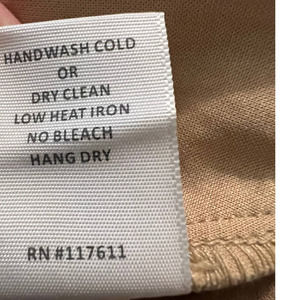 HANDWASH COLD
OR
DRY CLEAN
LOW HEAT IRON
NO BLEACH
HANG DRY
RN #117611